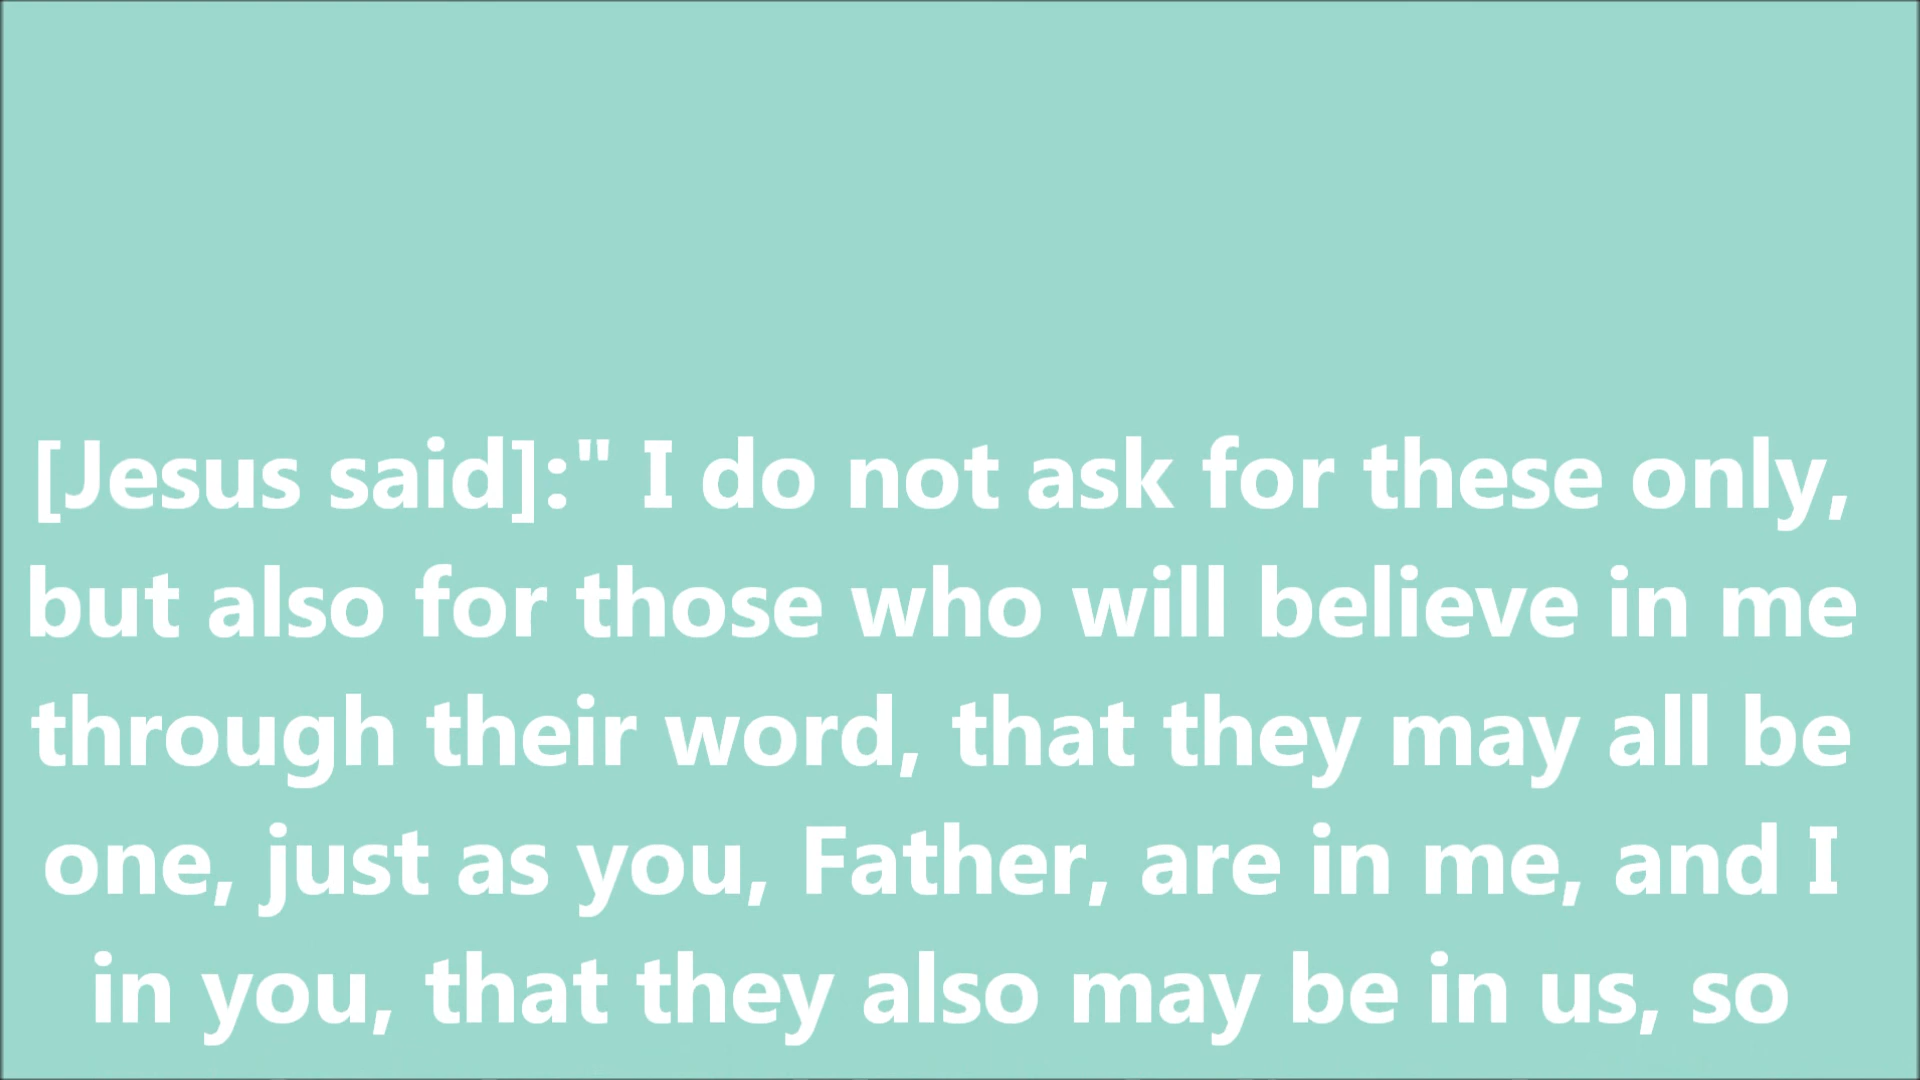 [Jesus said]:" I do not ask for these only,
but also for those who will believe in me
through their word, that they may all be
one, just as you, Father, are in me, and I
in you, that they also may be in us, so